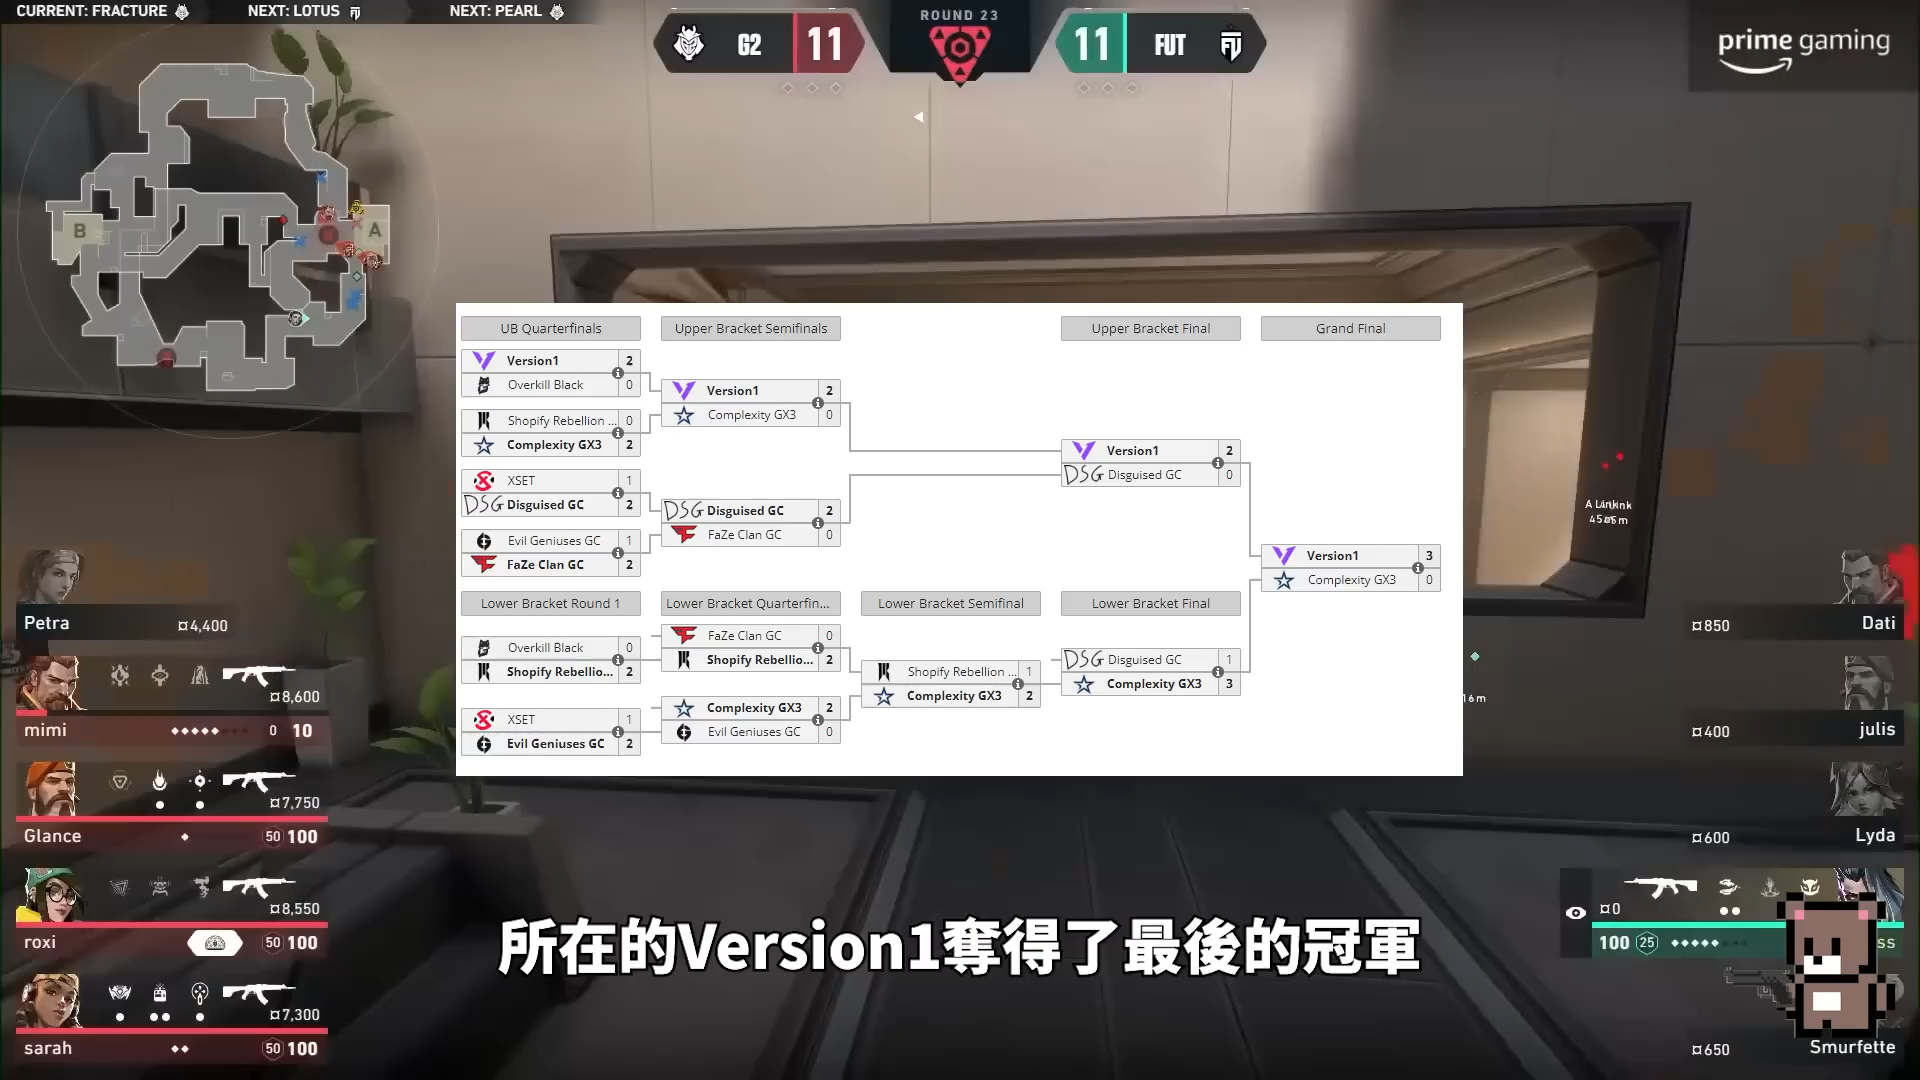 CURRENT: FRACTURE
NEXT: LOTUS
NEXT: PEARL
G2
11
ROUND 23
11
FUT
prime gaming
B
A
UB Quarterfinals
Upper Bracket Semifinals
Upper Bracket Final
Grand Final
Version1 2
Overkill Black 0
Shopify Rebellion ... 0
Complexity GX3 2
XSET 1
DSG Disguised GC 2
Evil Geniuses GC 1
FaZe Clan GC 2
Version1 2
Complexity GX3 0
DSG Disguised GC 2
FaZe Clan GC 0
Version1 2
DSG Disguised GC 0
Version1 3
Complexity GX3 0
Lower Bracket Round 1
Lower Bracket Quarterfin...
Lower Bracket Semifinal
Lower Bracket Final
Overkill Black 0
Shopify Rebellio... 2
XSET 1
Evil Geniuses GC 2
FaZe Clan GC 0
Shopify Rebellio... 2
Complexity GX3 2
Evil Geniuses GC 0
Shopify Rebellion ... 1
Complexity GX3 2
DSG Disguised GC 1
Complexity GX3 3
16m
Petra
¤4,400
¤8,600
mimi 0 10
¤7,750
Glance 50 100
¤8,550
roxi 50 100
¤7,300
sarah 50 100
¤850 Dati
¤400 julis
¤600 Lyda
¤0
100 25
¤650 Smurfette
所在的Version1奪得了最後的冠軍